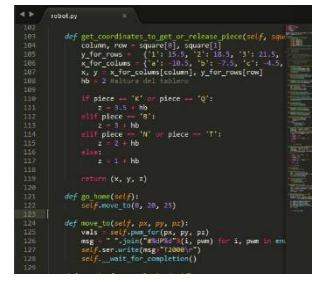 robot.py
102
103 def get_coordinates_to_get_or_release_piece(self, squ
104 column, row = square[0], square[1]
105 y_for_rows = {'1': 15.5, '2': 18.5, '3': 21.5,
106 x_for_colums = {'a': -10.5, 'b': -7.5, 'c': -4.5,
107 x, y = x_for_colums[column], y_for_rows[row]
108 hb = 2 #altura del tablero
109
110 if piece == 'K' or piece == 'Q':
111 z = 3.5 + hb
112 elif piece == 'B':
113 z = 3 + hb
114 elif piece == 'N' or piece == 'T':
115 z = 2 + hb
116 else:
117 z = 1 + hb
118
119 return (x, y, z)
120
121 def go_home(self):
122 self.move_to(0, 20, 25)
123
124 def move_to(self, px, py, pz):
125 vals = self.pwm_for(px, py, pz)
126 msg = " ".join("#%dP%d"%(i, pwm) for i, pwm in enu
127 self.ser.write(msg+"T2000\r")
128 self.__wait_for_completion()
129